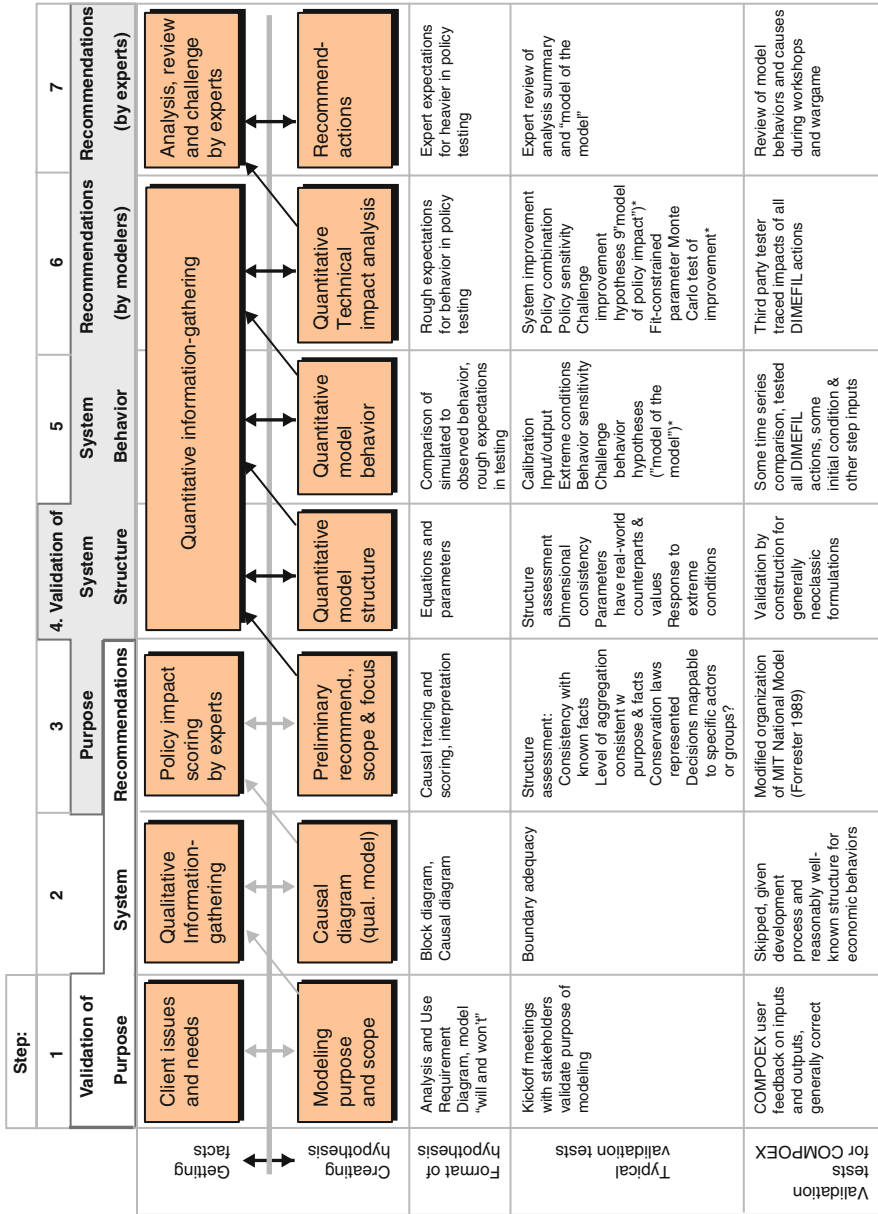 Step:
1
2
3
4. Validation of
5
6
7
Validation of
Purpose
System
Purpose
Recommendations
System
Structure
System
Behavior
Recommendations
(by modelers)
Recommendations
(by experts)
Getting
facts
Client issues
and needs
Qualitative
Information-
gathering
Policy impact
scoring
by experts
Quantitative information-gathering
Analysis, review
and challenge
by experts
Creating
hypothesis
Modeling
purpose
and scope
Causal
diagram
(qual. model)
Preliminary
recommend.,
scope & focus
Quantitative
model
structure
Quantitative
model
behavior
Quantitative
Technical
impact analysis
Recommend-
actions
Format of
hypothesis
Analysis and Use
Requirement
Diagram, model
“will and won’t”
Block diagram,
Causal diagram
Causal tracing and
scoring, interpretation
Equations and
parameters
Comparison of
simulated to
observed behavior,
rough expectations
in testing
Rough expectations
for behavior in policy
testing
Expert expectations
for heavier in policy
testing
Typical
validation tests
Kickoff meetings
with stakeholders
validate purpose of
modeling
Boundary adequacy
Structure
assessment:
Consistency with
known facts
Level of aggregation
consistent w
purpose & facts
Conservation laws
represented
Decisions mappable
to specific actors
or groups?
Structure
assessment
Dimensional
consistency
Parameters
have real-world
counterparts &
values
Response to
extreme
conditions
Calibration
Input/output
Extreme conditions
Behavior sensitivity
Challenge
behavior
hypotheses
("model of the
model")*
System improvement
Policy combination
Policy sensitivity
Challenge
improvement
hypotheses 9"model
of policy impact")*
Fit-constrained
parameter Monte
Carlo test of
improvement*
Expert review of
analysis summary
and “model of the
model”
Validation
tests
for COMPOEX
COMPOEX user
feedback on inputs
and outputs,
generally correct
Skipped, given
development
process and
reasonably well-
known structure for
economic behaviors
Modified organization
of MIT National Model
(Forrester 1989)
Validation by
construction for
generally
neoclassic
formulations
Some time series
comparison, tested
all DIMEFIL
actions, some
initial condition &
other step inputs
Third party tester
traced impacts of all
DIMEFIL actions
Review of model
behaviors and causes
during workshops
and wargame